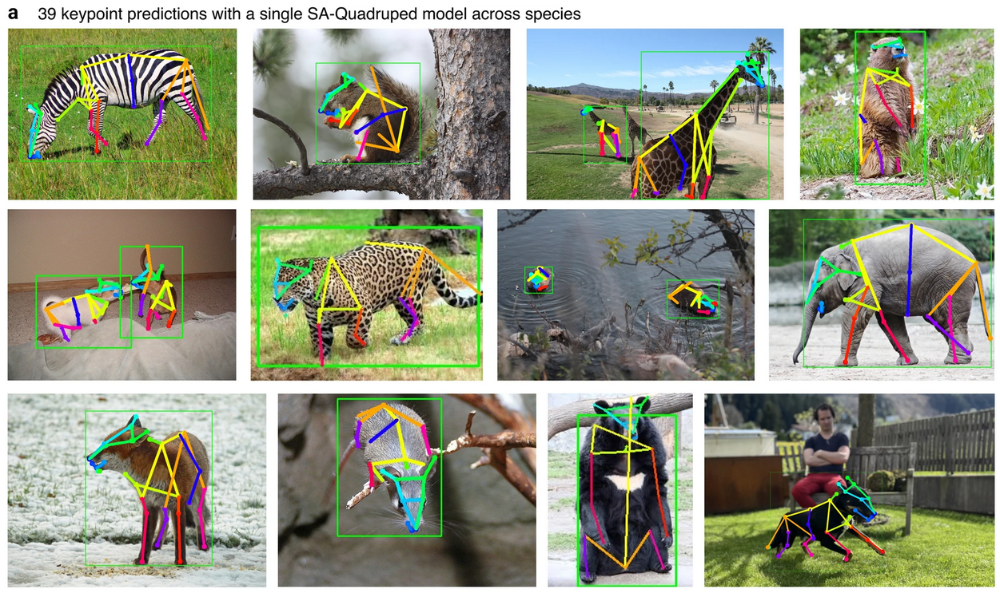 a 39 keypoint predictions with a single SA-Quadruped model across species